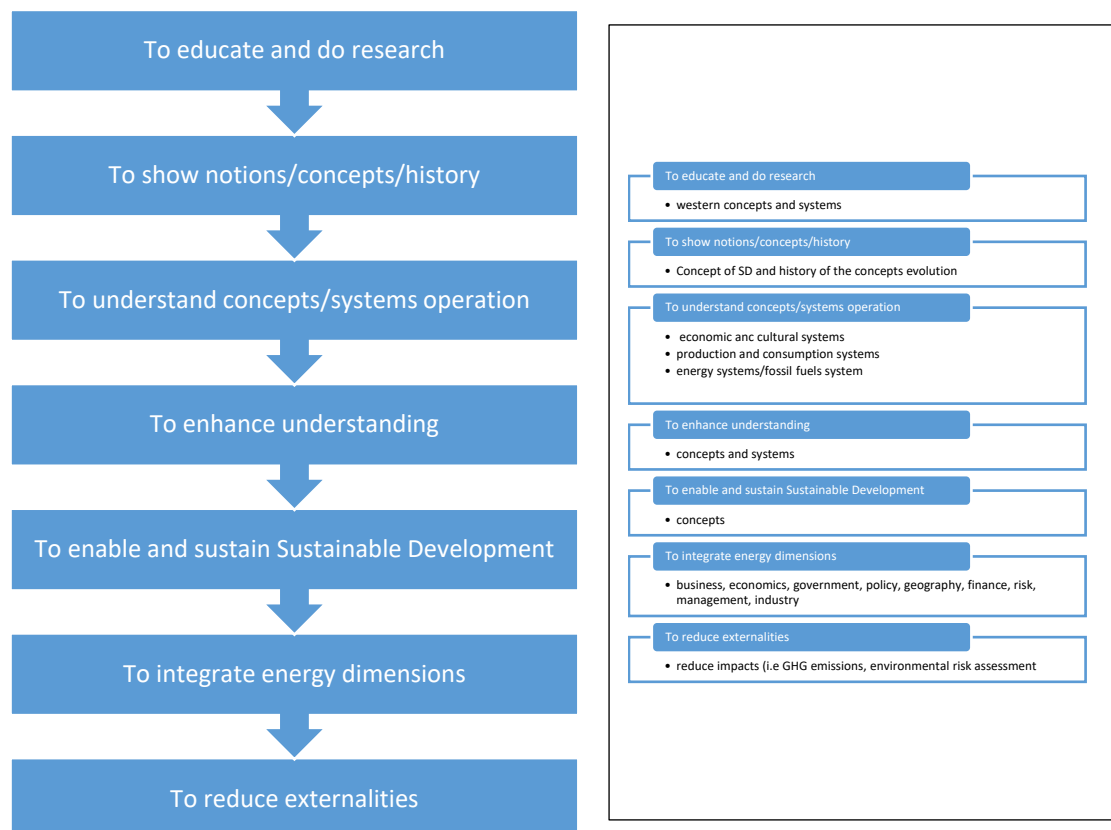 To educate and do research
To show notions/concepts/history
To understand concepts/systems operation
To enhance understanding
To enable and sustain Sustainable Development
To integrate energy dimensions
To reduce externalities
To educate and do research
• western concepts and systems
To show notions/concepts/history
• Concept of SD and history of the concepts evolution
To understand concepts/systems operation
• economic anc cultural systems
• production and consumption systems
• energy systems/fossil fuels system
To enhance understanding
• concepts and systems
To enable and sustain Sustainable Development
• concepts
To integrate energy dimensions
• business, economics, government, policy, geography, finance, risk,
management, industry
To reduce externalities
• reduce impacts (i.e GHG emissions, environmental risk assessment